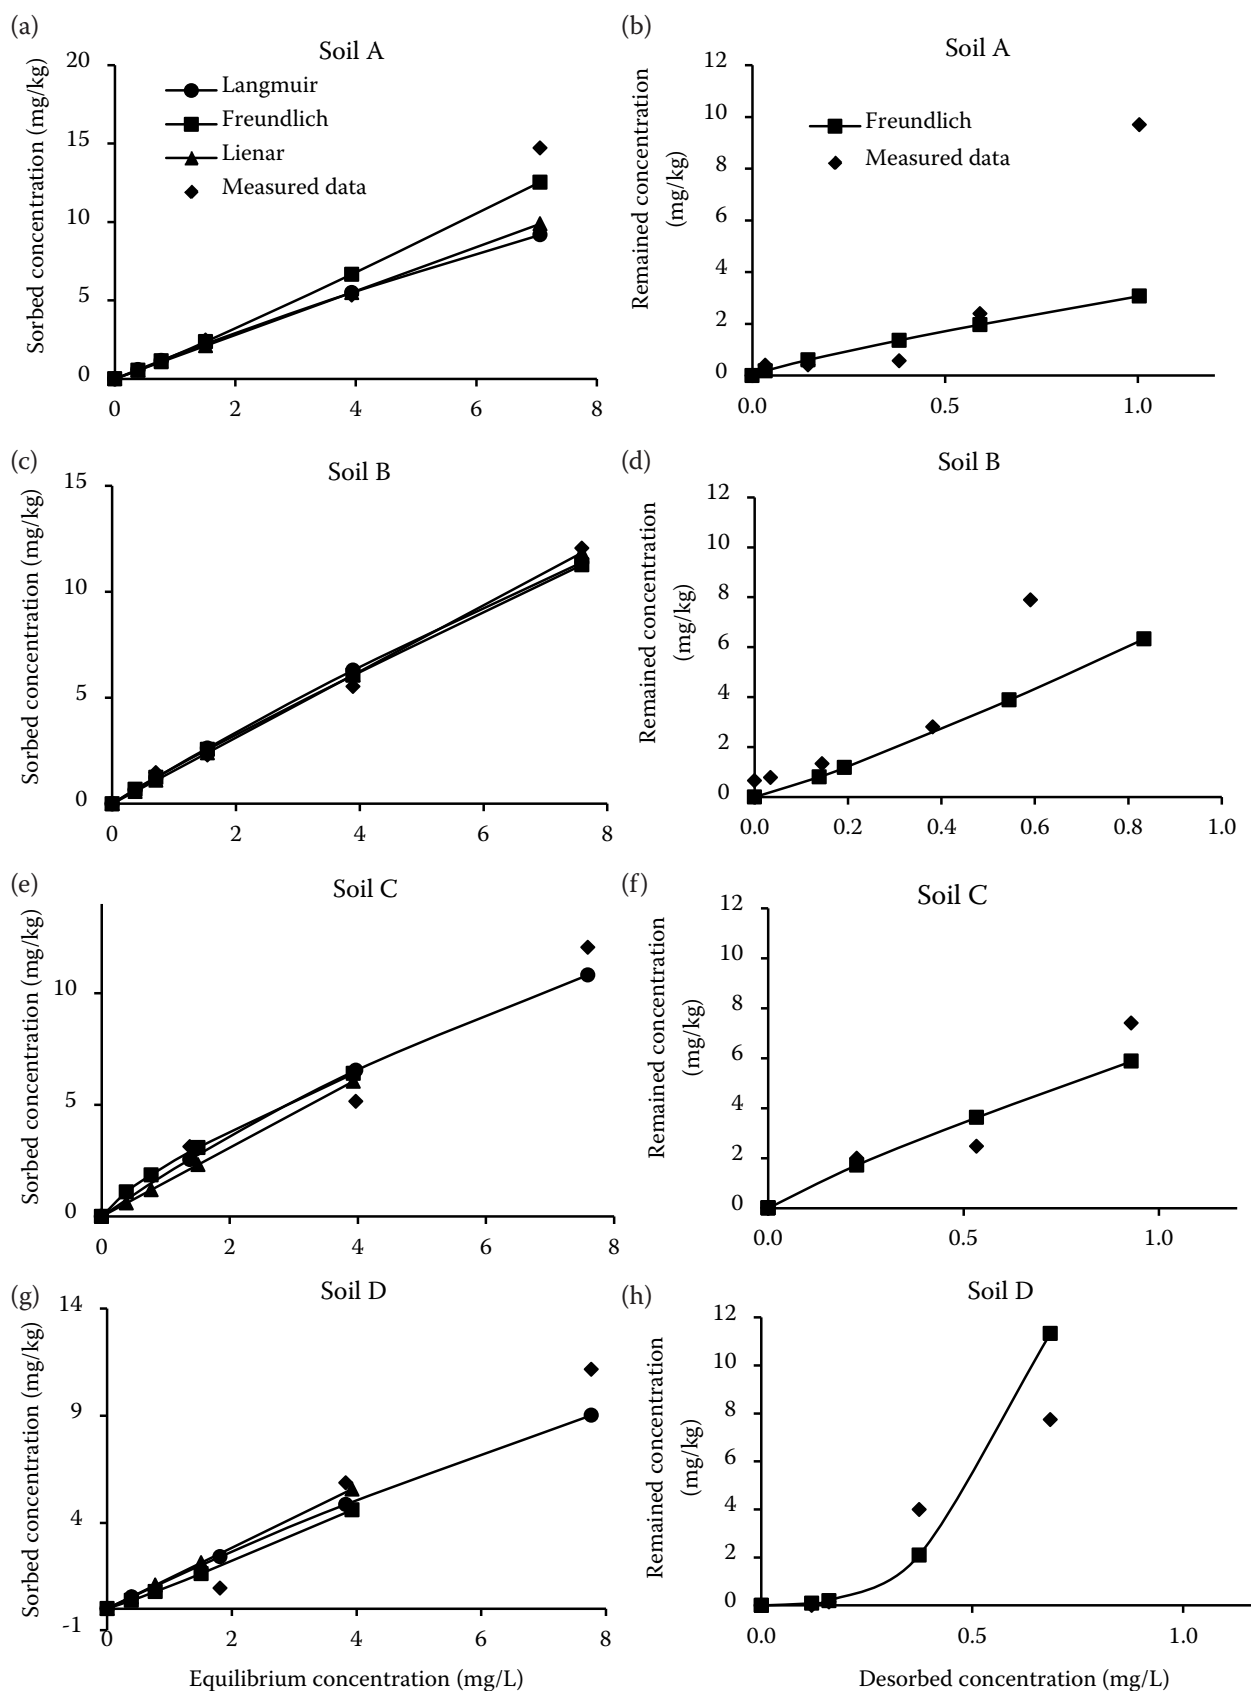 (a)
Soil A
Sorbed concentration (mg/kg)
20
15
10
5
0
Langmuir
Freundlich
Lienar
Measured data
0 2 4 6 8
(b)
Soil A
Remained concentration
(mg/kg)
12
10
8
6
4
2
0
Freundlich
Measured data
0.0 0.5 1.0
(c)
Soil B
Sorbed concentration (mg/kg)
15
10
5
0
0 2 4 6 8
(d)
Soil B
Remained concentration
(mg/kg)
12
10
8
6
4
2
0
0.0 0.2 0.4 0.6 0.8 1.0
(e)
Soil C
Sorbed concentration (mg/kg)
10
5
0
0 2 4 6 8
(f)
Soil C
Remained concentration
(mg/kg)
12
10
8
6
4
2
0
0.0 0.5 1.0
(g)
Soil D
Sorbed concentration (mg/kg)
14
9
4
-1
0 2 4 6 8
Equilibrium concentration (mg/L)
(h)
Soil D
Remained concentration
(mg/kg)
12
10
8
6
4
2
0
0.0 0.5 1.0
Desorbed concentration (mg/L)